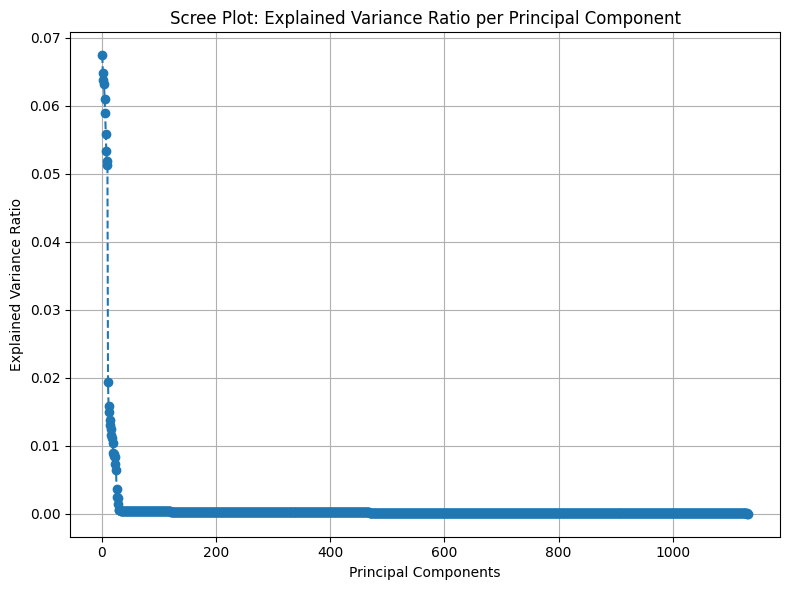 Scree Plot: Explained Variance Ratio per Principal Component
0.07
0.06
0.05
0.04
0.03
0.02
0.01
0.00
Explained Variance Ratio
0 200 400 600 800 1000
Principal Components